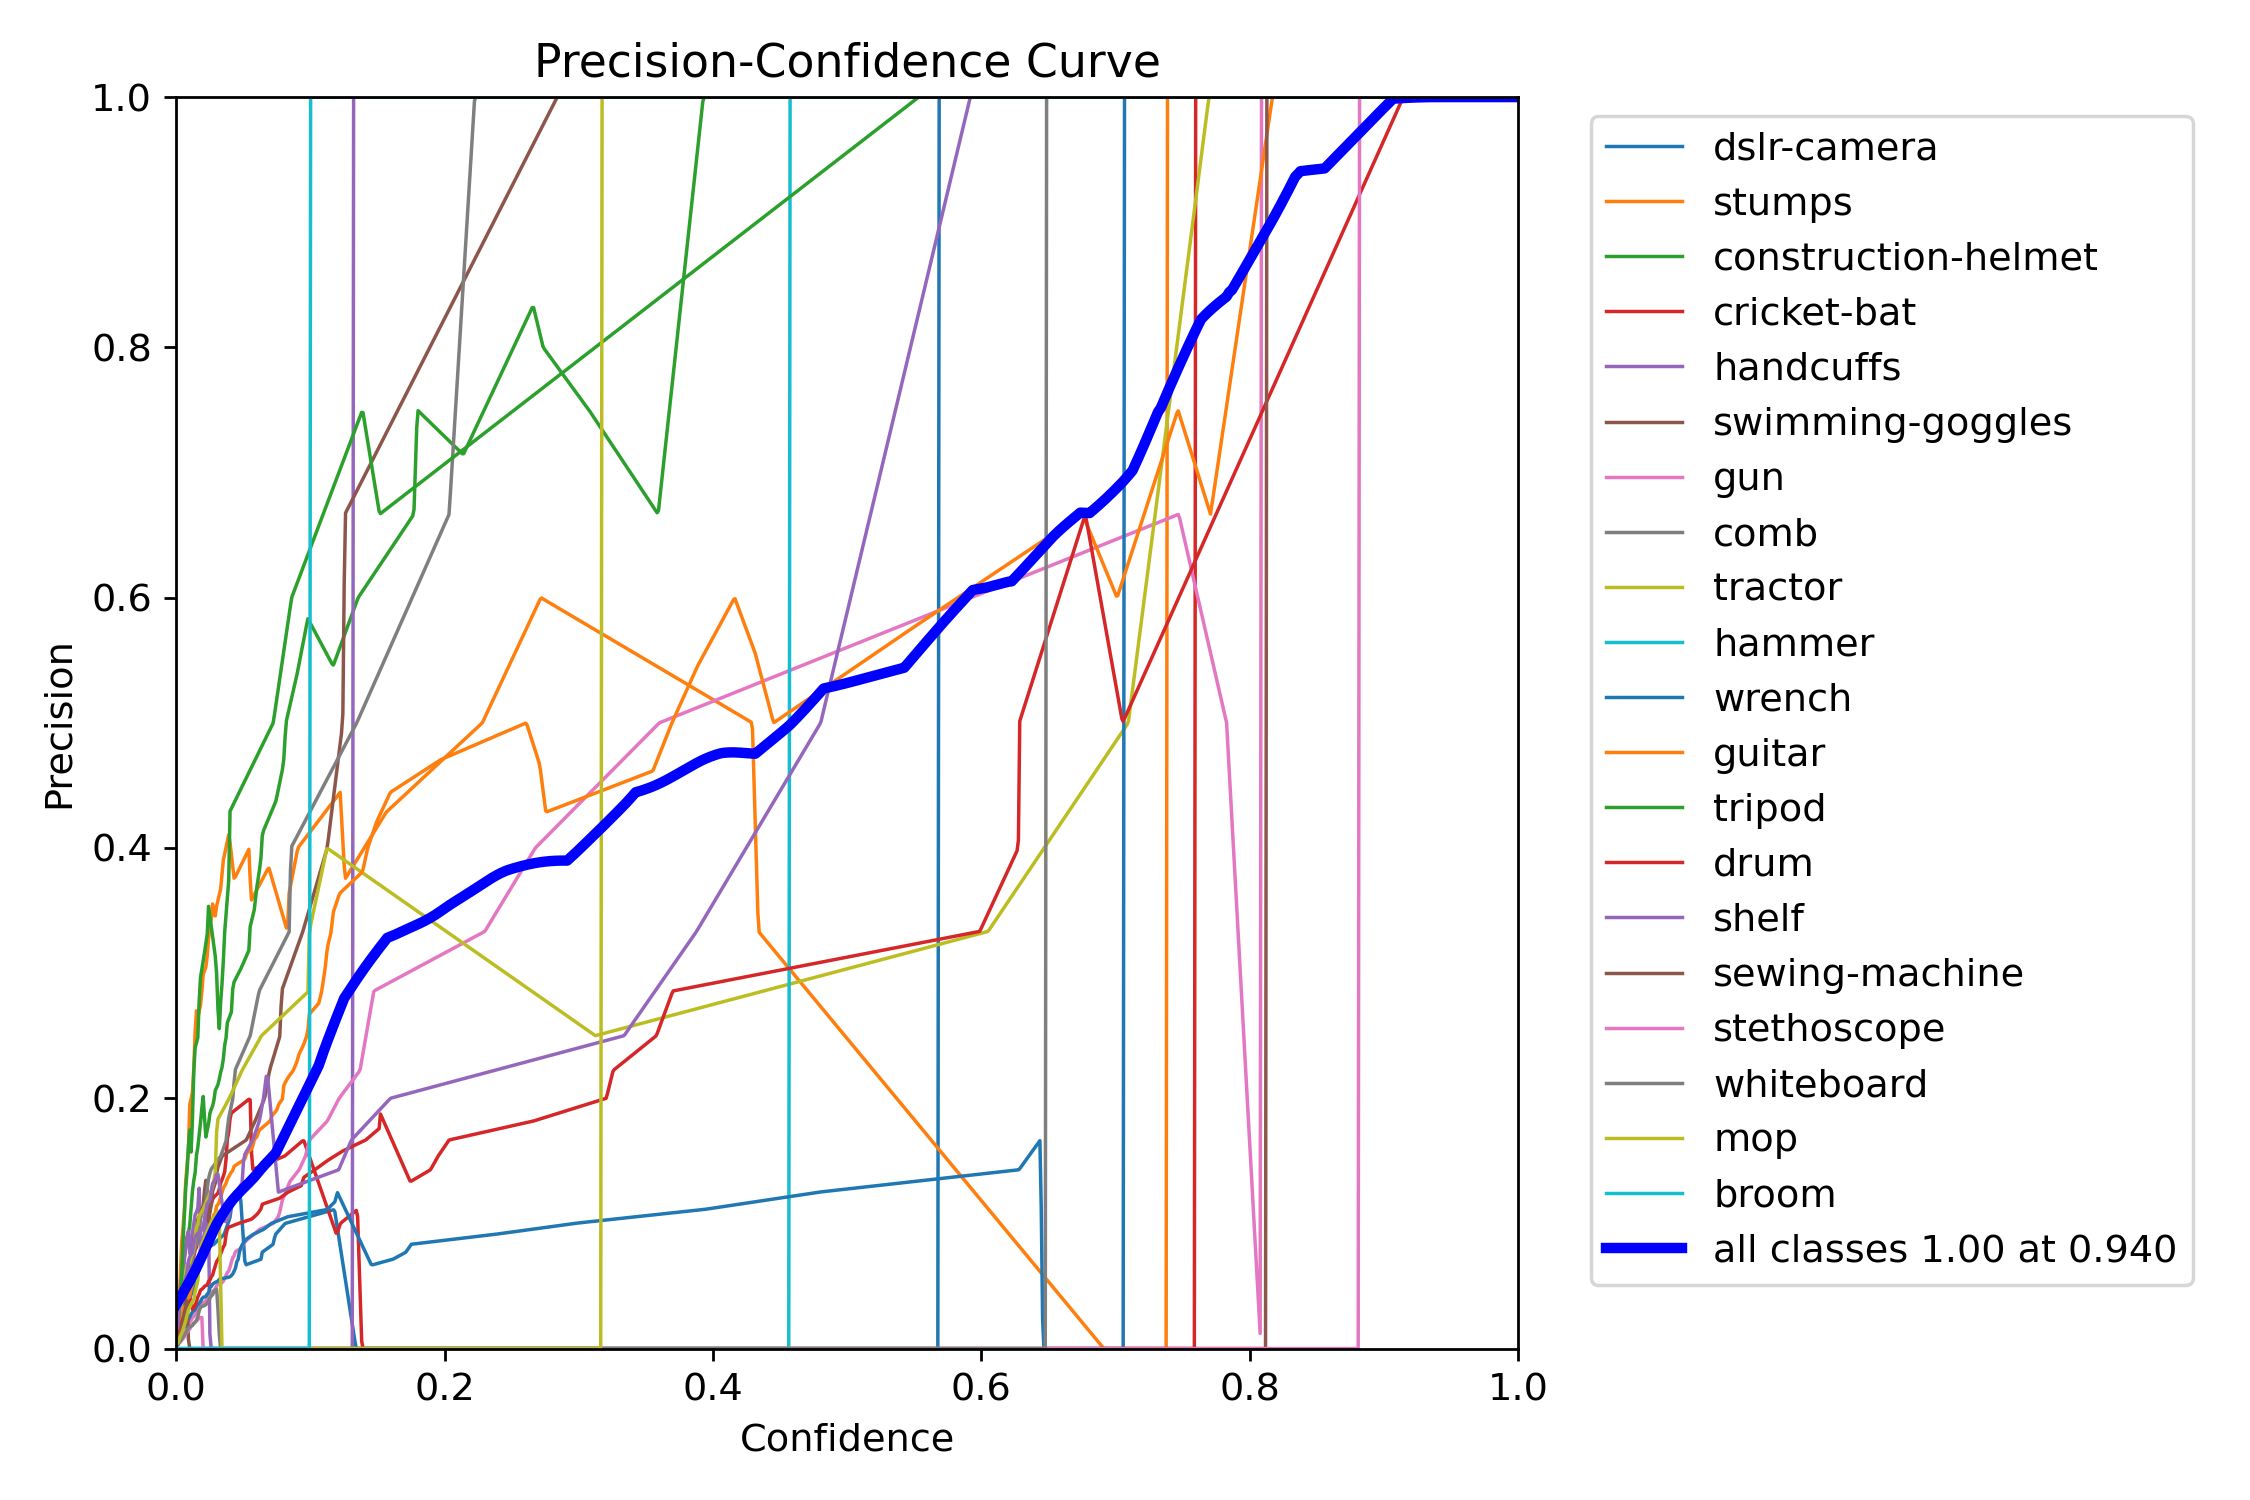 Precision-Confidence Curve
1.0
0.8
0.6
0.4
0.2
0.0
Precision
0.0 0.2 0.4 0.6 0.8 1.0
Confidence
dslr-camera
stumps
construction-helmet
cricket-bat
handcuffs
swimming-goggles
gun
comb
tractor
hammer
wrench
guitar
tripod
drum
shelf
sewing-machine
stethoscope
whiteboard
mop
broom
all classes 1.00 at 0.940